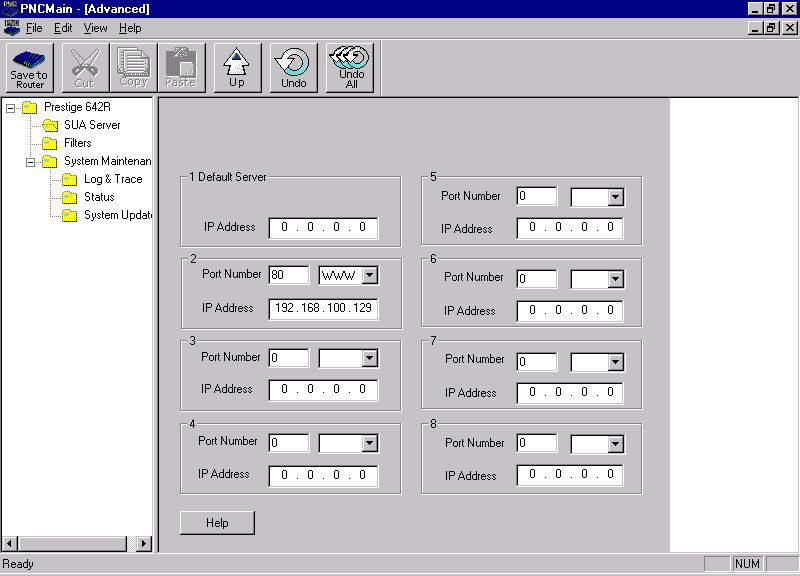 PNCMain - [Advanced]
File Edit View Help
Save to Router
Cut
Copy
Paste
Up
Undo
Undo All
Prestige 642R
SUA Server
Filters
System Maintenan
Log & Trace
Status
System Updat
1 Default Server
IP Address 0 . 0 . 0 . 0
2
Port Number 80 WWW
IP Address 192 . 168 . 100 . 129
3
Port Number 0
IP Address 0 . 0 . 0 . 0
4
Port Number 0
IP Address 0 . 0 . 0 . 0
5
Port Number 0
IP Address 0 . 0 . 0 . 0
6
Port Number 0
IP Address 0 . 0 . 0 . 0
7
Port Number 0
IP Address 0 . 0 . 0 . 0
8
Port Number 0
IP Address 0 . 0 . 0 . 0
Help
Ready
NUM